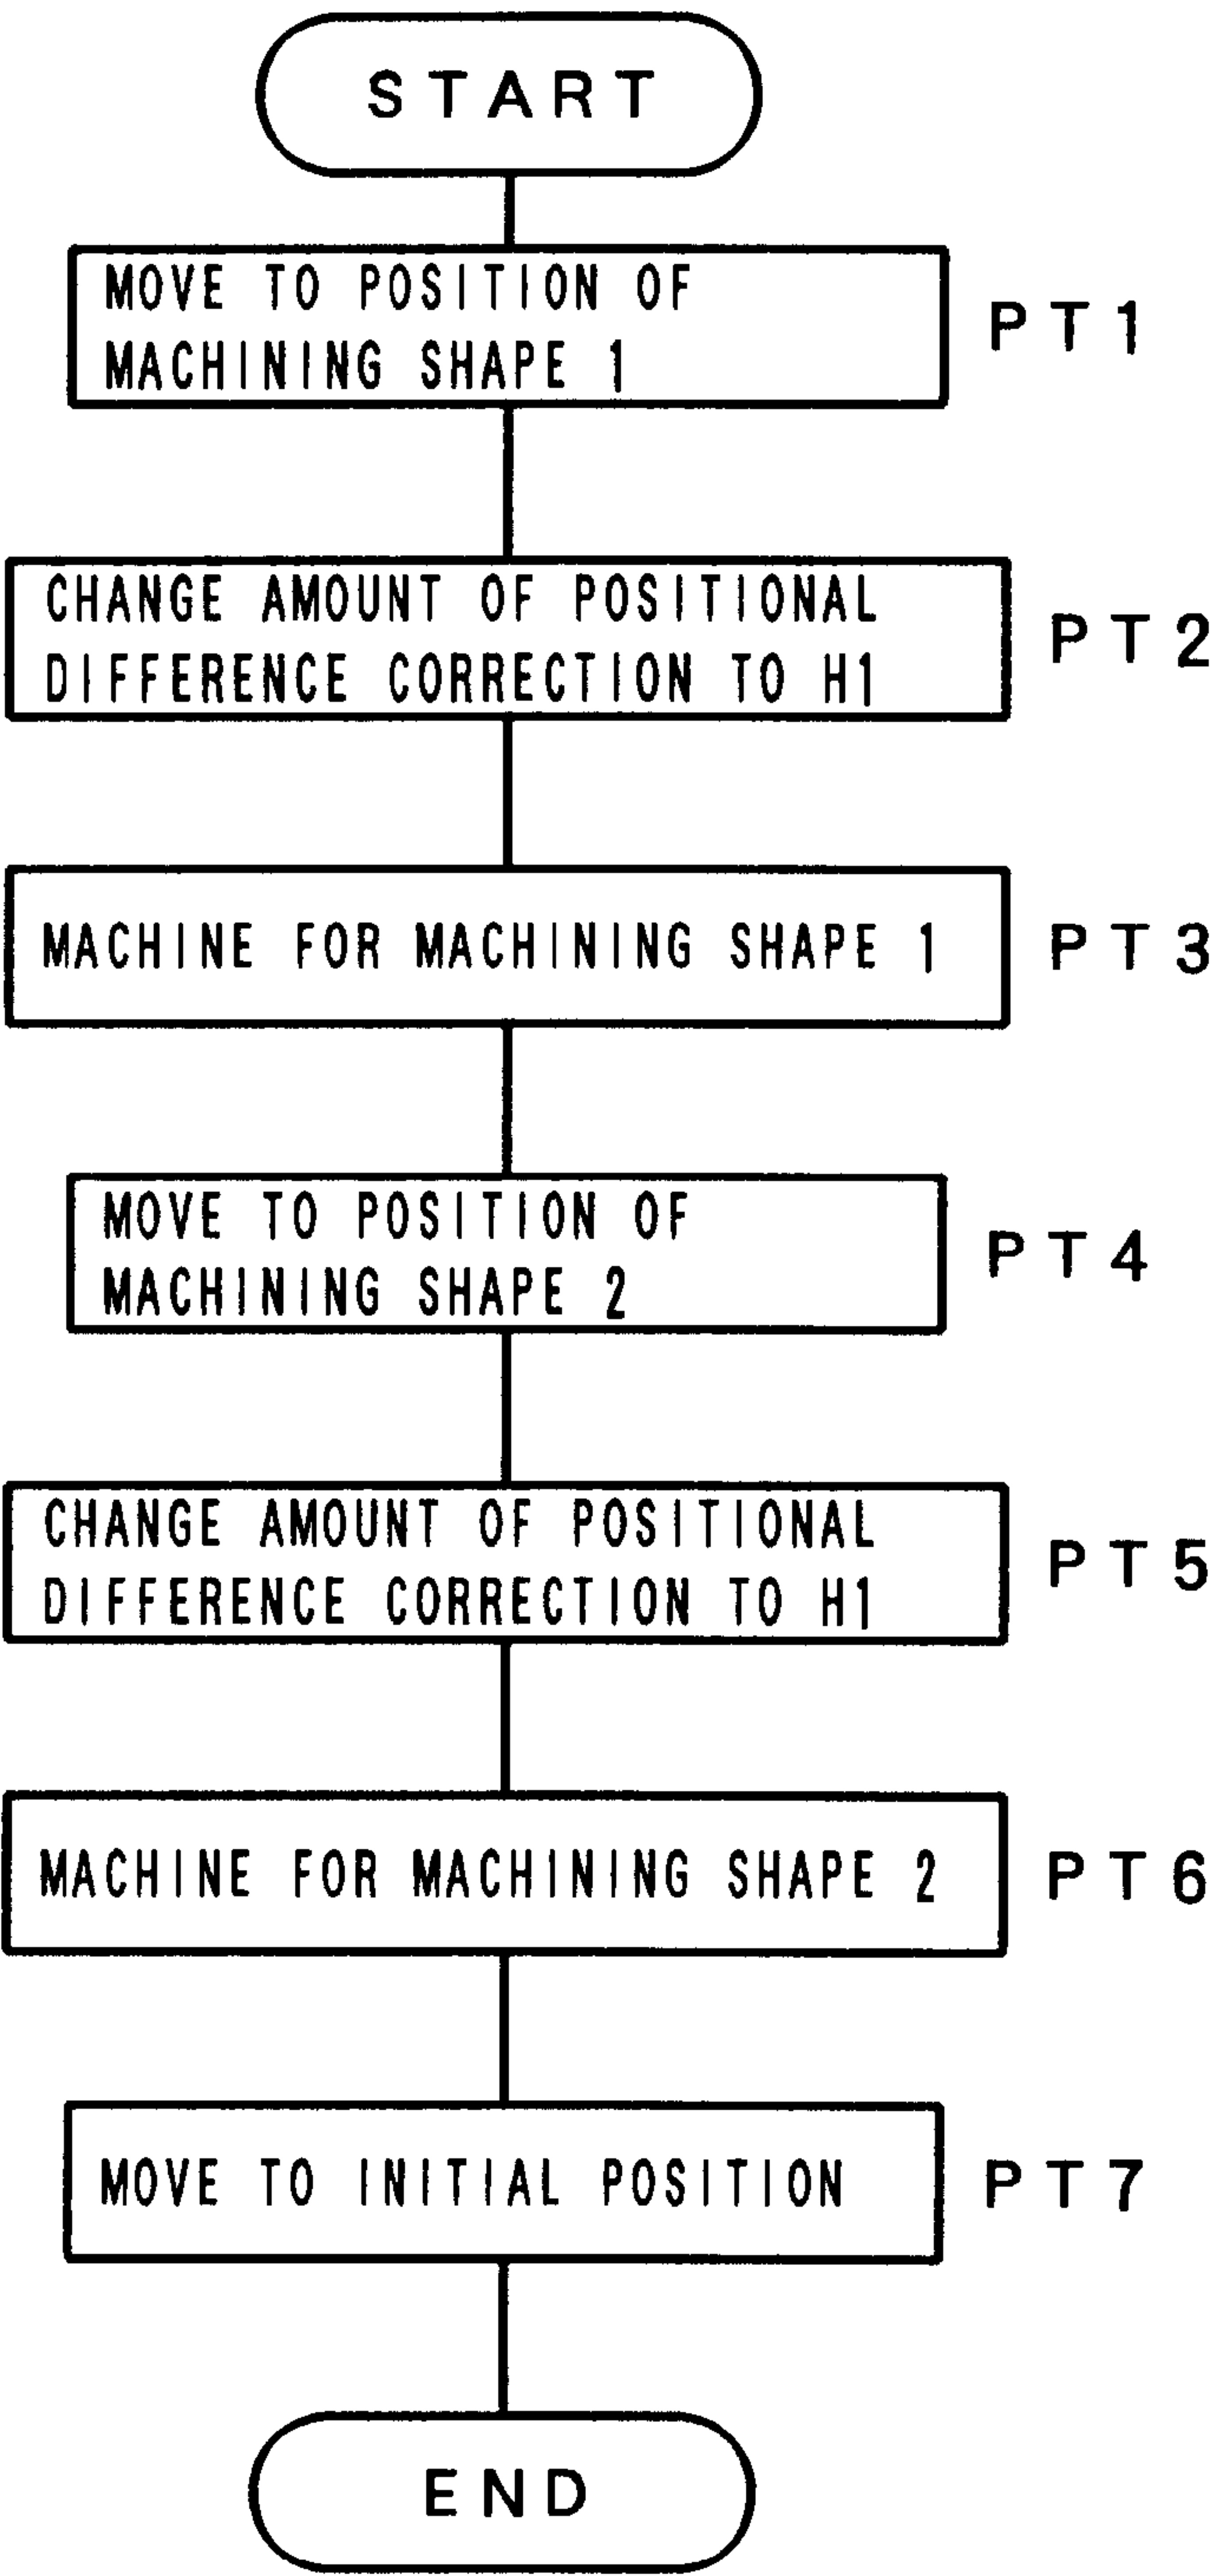 START
MOVE TO POSITION OF
MACHINING SHAPE 1
PT1
CHANGE AMOUNT OF POSITIONAL
DIFFERENCE CORRECTION TO H1
PT2
MACHINE FOR MACHINING SHAPE 1
PT3
MOVE TO POSITION OF
MACHINING SHAPE 2
PT4
CHANGE AMOUNT OF POSITIONAL
DIFFERENCE CORRECTION TO H1
PT5
MACHINE FOR MACHINING SHAPE 2
PT6
MOVE TO INITIAL POSITION
PT7
END